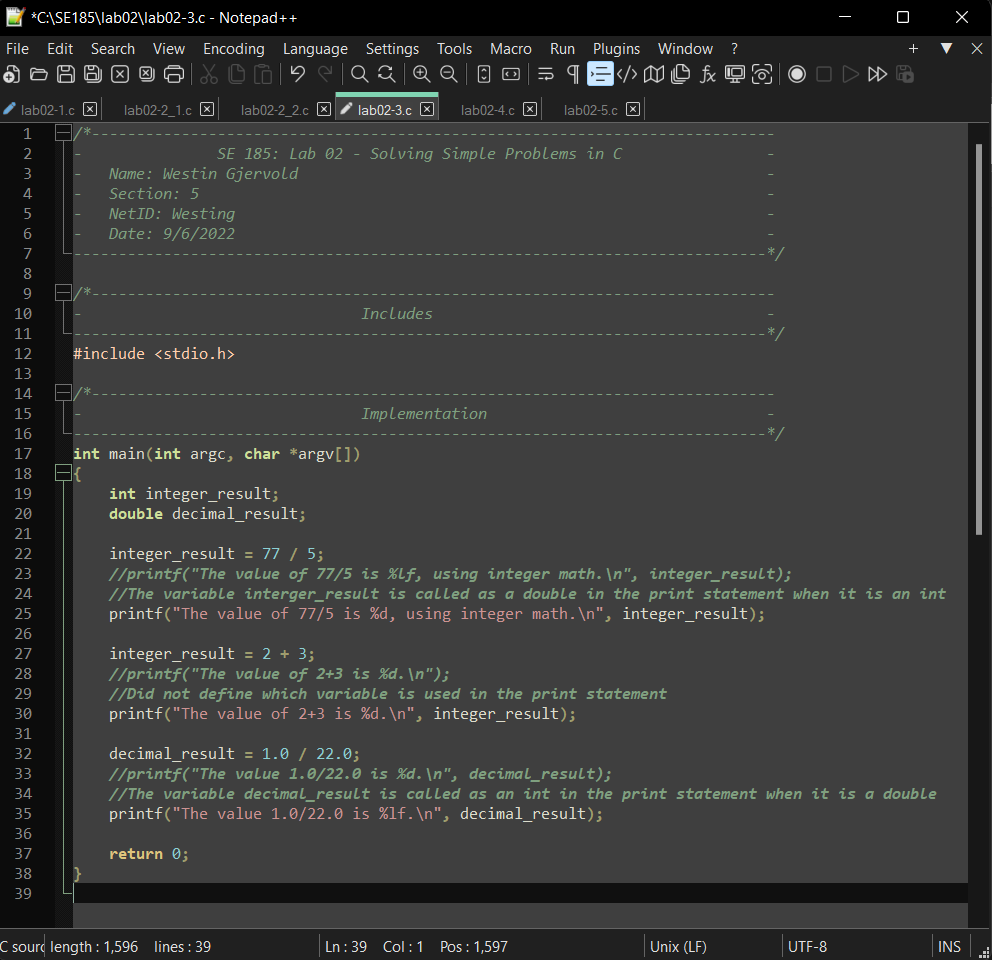 *C:\SE185\lab02\lab02-3.c - Notepad++
File Edit Search View Encoding Language Settings Tools Macro Run Plugins Window ?
lab02-1.c lab02-2_1.c lab02-2_2.c lab02-3.c lab02-4.c lab02-5.c
1 /*---------------------------------------------------------------------------
2 - SE 185: Lab 02 - Solving Simple Problems in C -
3 - Name: Westin Gjervold -
4 - Section: 5 -
5 - NetID: Westing -
6 - Date: 9/6/2022 -
7 -----------------------------------------------------------------------------*/
8
9 /*---------------------------------------------------------------------------
10 - Includes -
11 -----------------------------------------------------------------------------*/
12 #include <stdio.h>
13
14 /*---------------------------------------------------------------------------
15 - Implementation -
16 -----------------------------------------------------------------------------*/
17 int main(int argc, char *argv[])
18 {
19 int integer_result;
20 double decimal_result;
21
22 integer_result = 77 / 5;
23 //printf("The value of 77/5 is %lf, using integer math.\n", integer_result);
24 //The variable interger_result is called as a double in the print statement when it is an int
25 printf("The value of 77/5 is %d, using integer math.\n", integer_result);
26
27 integer_result = 2 + 3;
28 //printf("The value of 2+3 is %d.\n");
29 //Did not define which variable is used in the print statement
30 printf("The value of 2+3 is %d.\n", integer_result);
31
32 decimal_result = 1.0 / 22.0;
33 //printf("The value 1.0/22.0 is %d.\n", decimal_result);
34 //The variable decimal_result is called as an int in the print statement when it is a double
35 printf("The value 1.0/22.0 is %lf.\n", decimal_result);
36
37 return 0;
38 }
39
C sourc length : 1,596 lines : 39 Ln : 39 Col : 1 Pos : 1,597 Unix (LF) UTF-8 INS